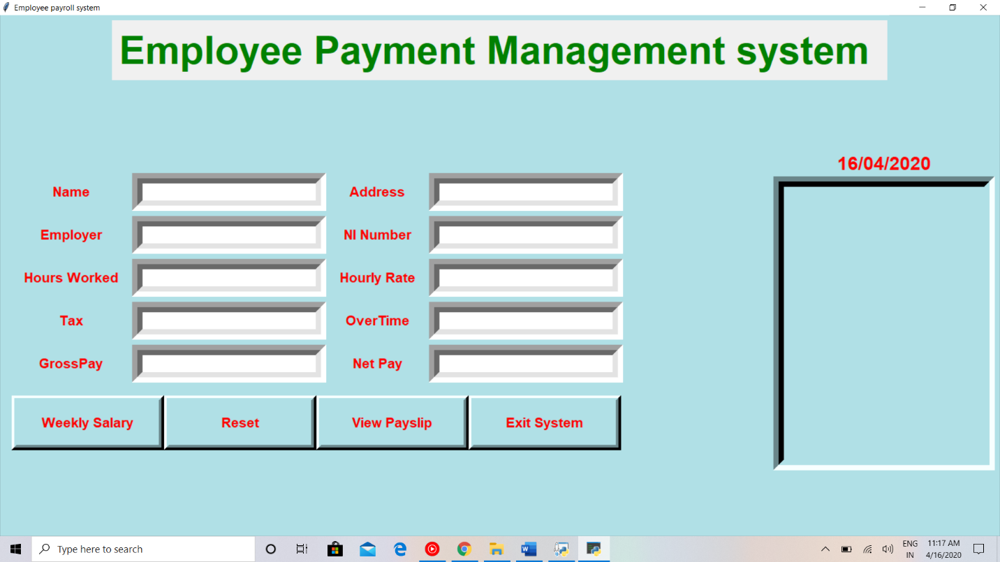 Employee payroll system
Employee Payment Management system
16/04/2020
Name Address
Employer NI Number
Hours Worked Hourly Rate
Tax OverTime
GrossPay Net Pay
Weekly Salary Reset View Payslip Exit System
Type here to search
ENG 11:17 AM
IN 4/16/2020